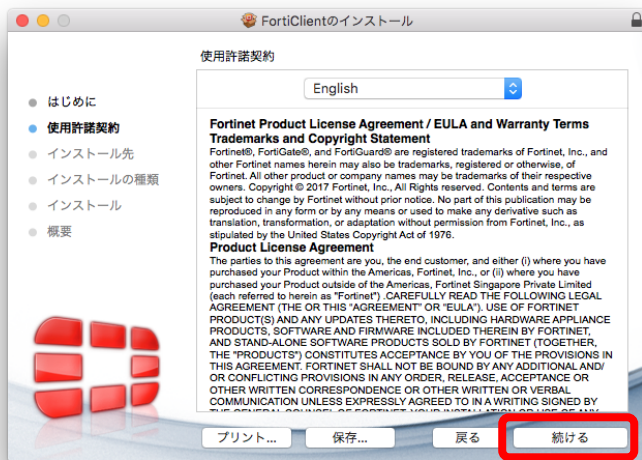 FortiClientのインストール
使用許諾契約
English
はじめに
使用許諾契約
インストール先
インストールの種類
インストール
概要
Fortinet Product License Agreement / EULA and Warranty Terms
Trademarks and Copyright Statement
Fortinet®, FortiGate®, and FortiGuard® are registered trademarks of Fortinet, Inc., and
other Fortinet names herein may also be trademarks, registered or otherwise, of
Fortinet. All other product or company names may be trademarks of their respective
owners. Copyright © 2017 Fortinet, Inc., All Rights reserved. Contents and terms are
subject to change by Fortinet without prior notice. No part of this publication may be
reproduced in any form or by any means or used to make any derivative such as
translation, transformation, or adaptation without permission from Fortinet, Inc., as
stipulated by the United States Copyright Act of 1976.
Product License Agreement
The parties to this agreement are you, the end customer, and either (i) where you have
purchased your Product within the Americas, Fortinet, Inc., or (ii) where you have
purchased your Product outside of the Americas, Fortinet Singapore Private Limited
(each referred to herein as "Fortinet") .CAREFULLY READ THE FOLLOWING LEGAL
AGREEMENT (THE OR THIS "AGREEMENT" OR "EULA"). USE OF FORTINET
PRODUCT(S) AND ANY UPDATES THERETO, INCLUDING HARDWARE APPLIANCE
PRODUCTS, SOFTWARE AND FIRMWARE INCLUDED THEREIN BY FORTINET,
AND STAND-ALONE SOFTWARE PRODUCTS SOLD BY FORTINET (TOGETHER,
THE "PRODUCTS") CONSTITUTES ACCEPTANCE BY YOU OF THE PROVISIONS IN
THIS AGREEMENT. FORTINET SHALL NOT BE BOUND BY ANY ADDITIONAL AND/
OR CONFLICTING PROVISIONS IN ANY ORDER, RELEASE, ACCEPTANCE OR
OTHER WRITTEN CORRESPONDENCE OR OTHER WRITTEN OR VERBAL
COMMUNICATION UNLESS EXPRESSLY AGREED TO IN A WRITING SIGNED BY
THE GENERAL COUNSEL OF FORTINET. YOUR INSTALLATION OR USE OF ANY
プリント...
保存...
戻る
続ける